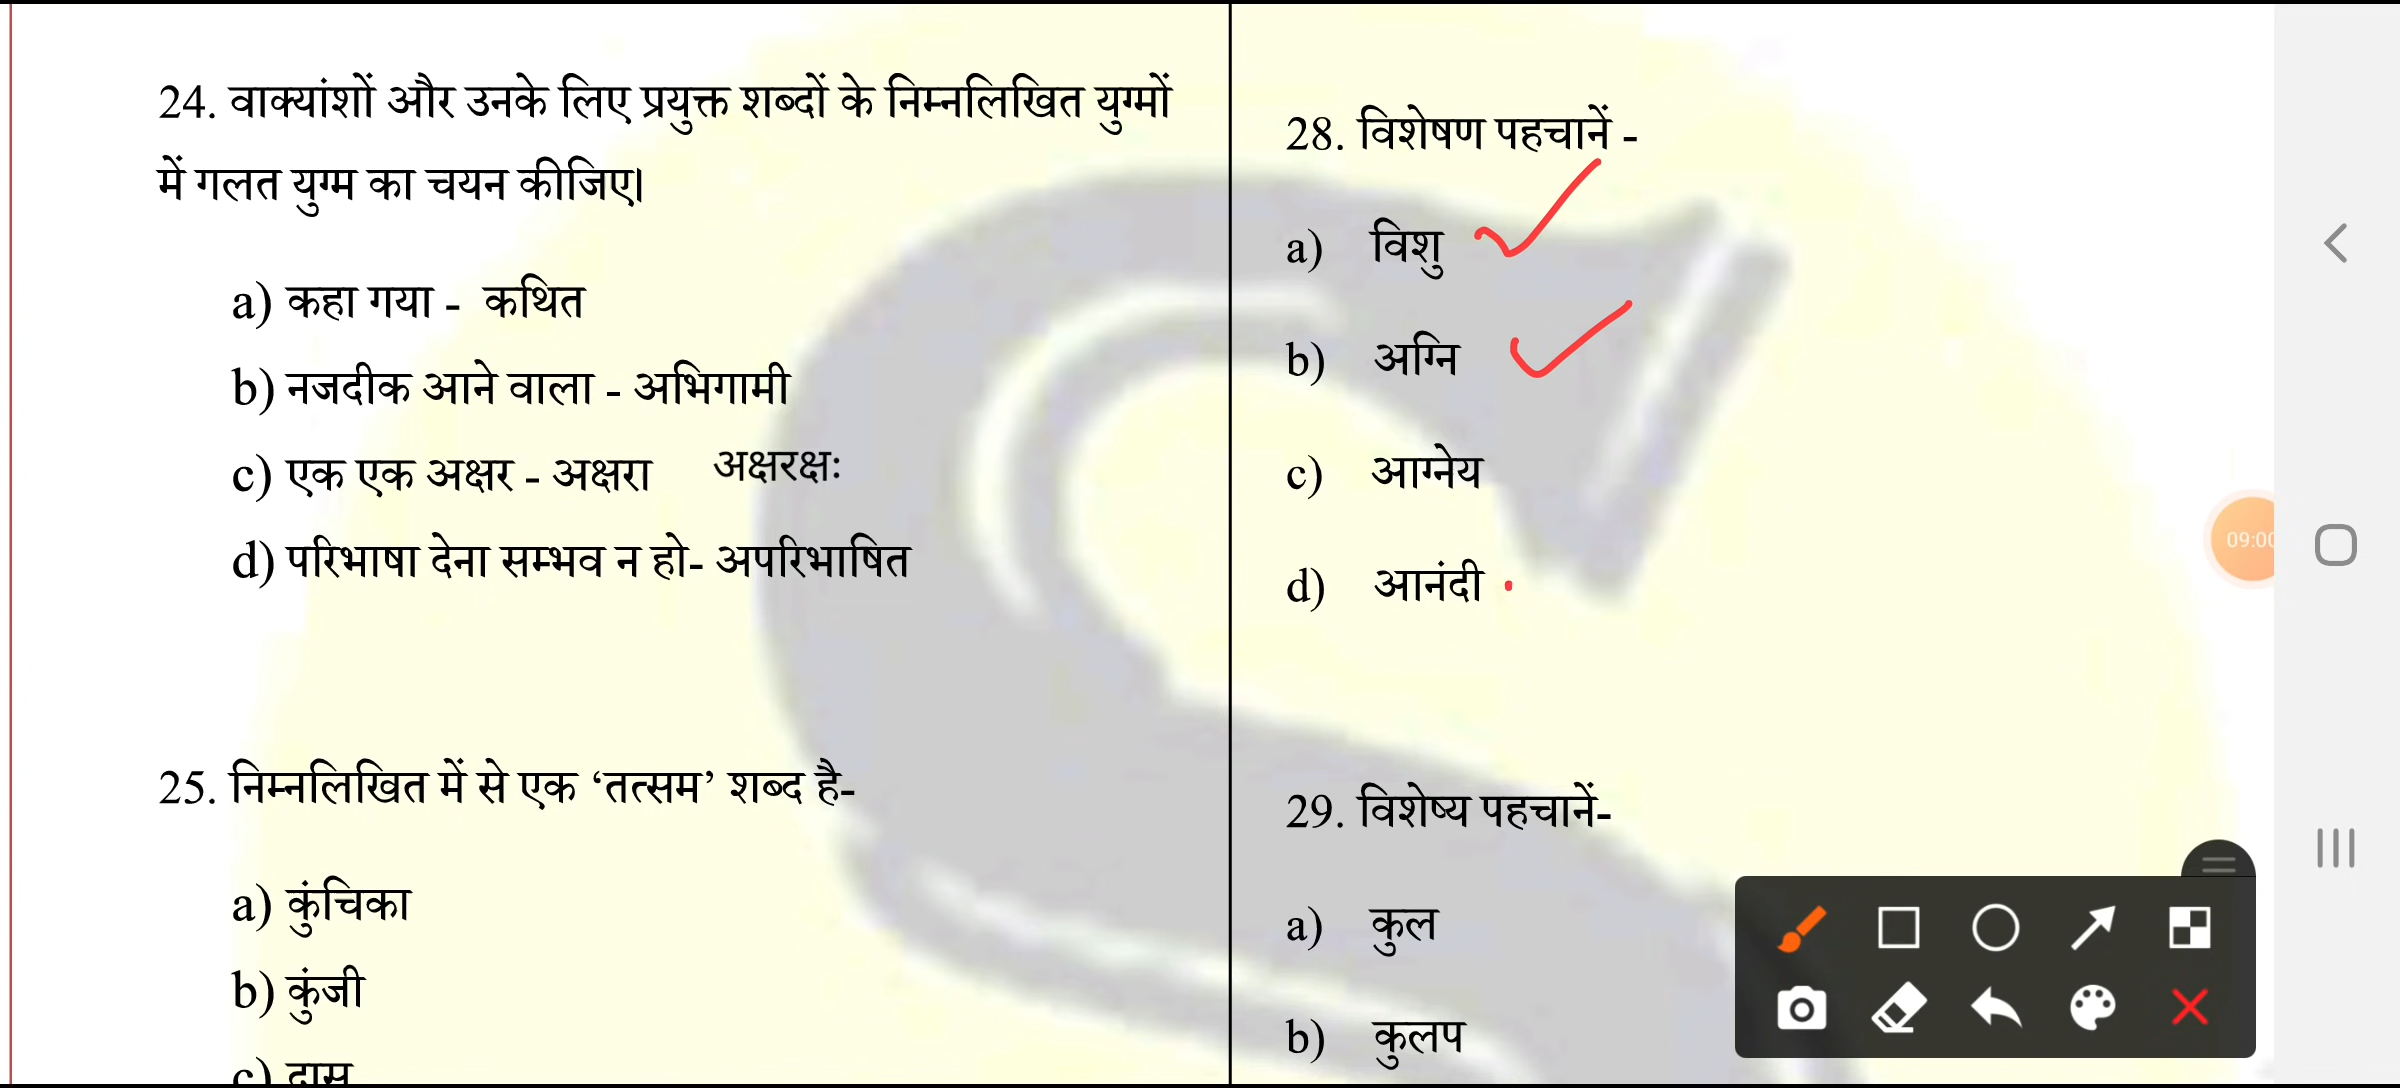 24. वाक्यांशों और उनके लिए प्रयुक्त शब्दों के निम्नलिखित युग्मों
में गलत युग्म का चयन कीजिए।
a) कहा गया - कथित
b) नजदीक आने वाला - अभिगामी
c) एक एक अक्षर - अक्षरा अक्षरक्षः
d) परिभाषा देना सम्भव न हो- अपरिभाषित
25. निम्नलिखित में से एक ‘तत्सम’ शब्द है-
a) कुंचिका
b) कुंजी
c) दास
28. विशेषण पहचानें -
a) विशु
b) अग्नि
c) आग्नेय
d) आनंदी
29. विशेष्य पहचानें-
a) कुल
b) कुलप
09:00